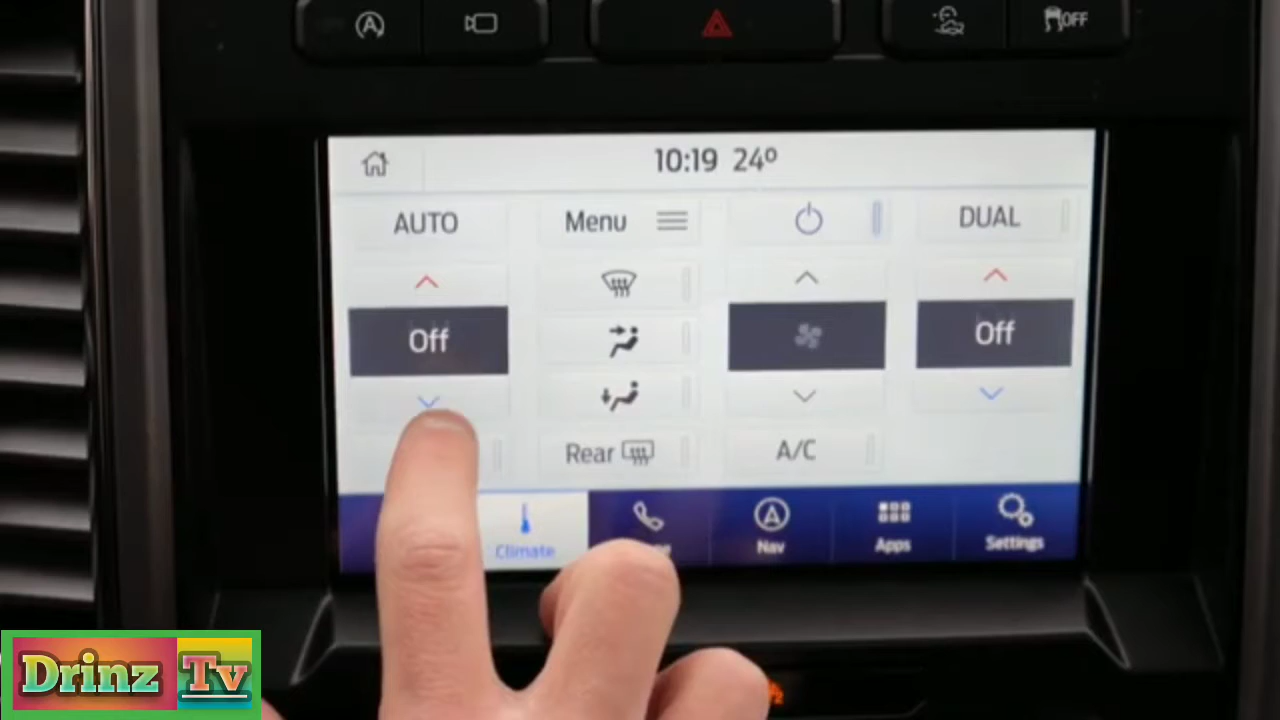 OFF
10:19 24º
AUTO
Menu
DUAL
Off
Off
Rear
A/C
Climate
Nav
Apps
Settings
Drinz Tv